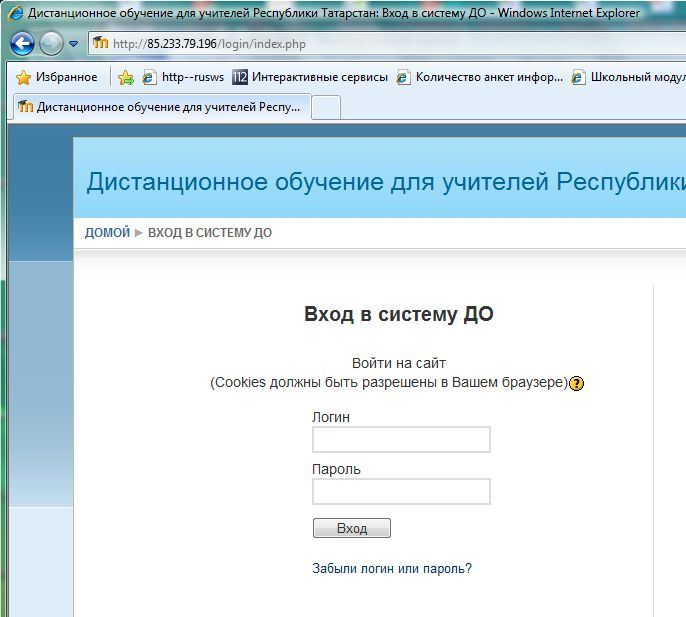 Дистанционное обучение для учителей Республики Татарстан: Вход в систему ДО - Windows Internet Explorer
http://85.233.79.196/login/index.php
Избранное http--rusws 112 Интерактивные сервисы Количество анкет инфор... Школьный модул
Дистанционное обучение для учителей Респу...
Дистанционное обучение для учителей Республики
ДОМОЙ ► ВХОД В СИСТЕМУ ДО
Вход в систему ДО
Войти на сайт
(Cookies должны быть разрешены в Вашем браузере)?
Логин
Пароль
Вход
Забыли логин или пароль?